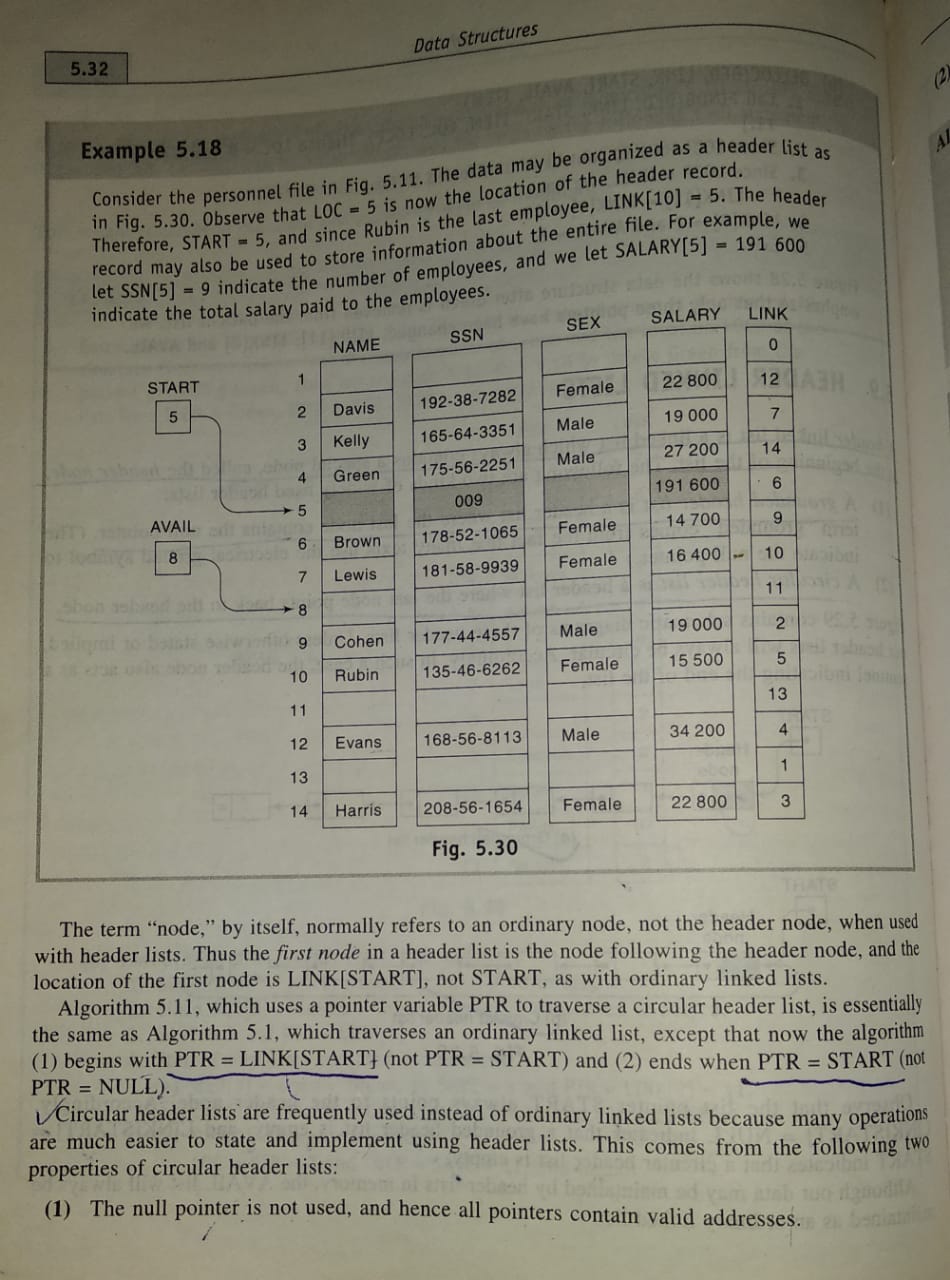 Data Structures
5.32
Example 5.18
Consider the personnel file in Fig. 5.11. The data may be organized as a header list as
in Fig. 5.30. Observe that LOC = 5 is now the location of the header record.
Therefore, START = 5, and since Rubin is the last employee, LINK[10] = 5. The header
record may also be used to store information about the entire file. For example, we
let SSN[5] = 9 indicate the number of employees, and we let SALARY[5] = 191 600
indicate the total salary paid to the employees.
NAME SSN SEX SALARY LINK
START
5
AVAIL
8
1 0
2 Davis 192-38-7282 Female 22 800 12
3 Kelly 165-64-3351 Male 19 000 7
4 Green 175-56-2251 Male 27 200 14
5 009 191 600 6
6 Brown 178-52-1065 Female 14 700 9
7 Lewis 181-58-9939 Female 16 400 10
8 11
9 Cohen 177-44-4557 Male 19 000 2
10 Rubin 135-46-6262 Female 15 500 5
11 13
12 Evans 168-56-8113 Male 34 200 4
13 1
14 Harris 208-56-1654 Female 22 800 3
Fig. 5.30
The term “node,” by itself, normally refers to an ordinary node, not the header node, when used
with header lists. Thus the first node in a header list is the node following the header node, and the
location of the first node is LINK[START], not START, as with ordinary linked lists.
Algorithm 5.11, which uses a pointer variable PTR to traverse a circular header list, is essentially
the same as Algorithm 5.1, which traverses an ordinary linked list, except that now the algorithm
(1) begins with PTR = LINK[START] (not PTR = START) and (2) ends when PTR = START (not
PTR = NULL).
Circular header lists are frequently used instead of ordinary linked lists because many operations
are much easier to state and implement using header lists. This comes from the following two
properties of circular header lists:
(1) The null pointer is not used, and hence all pointers contain valid addresses.
(2)